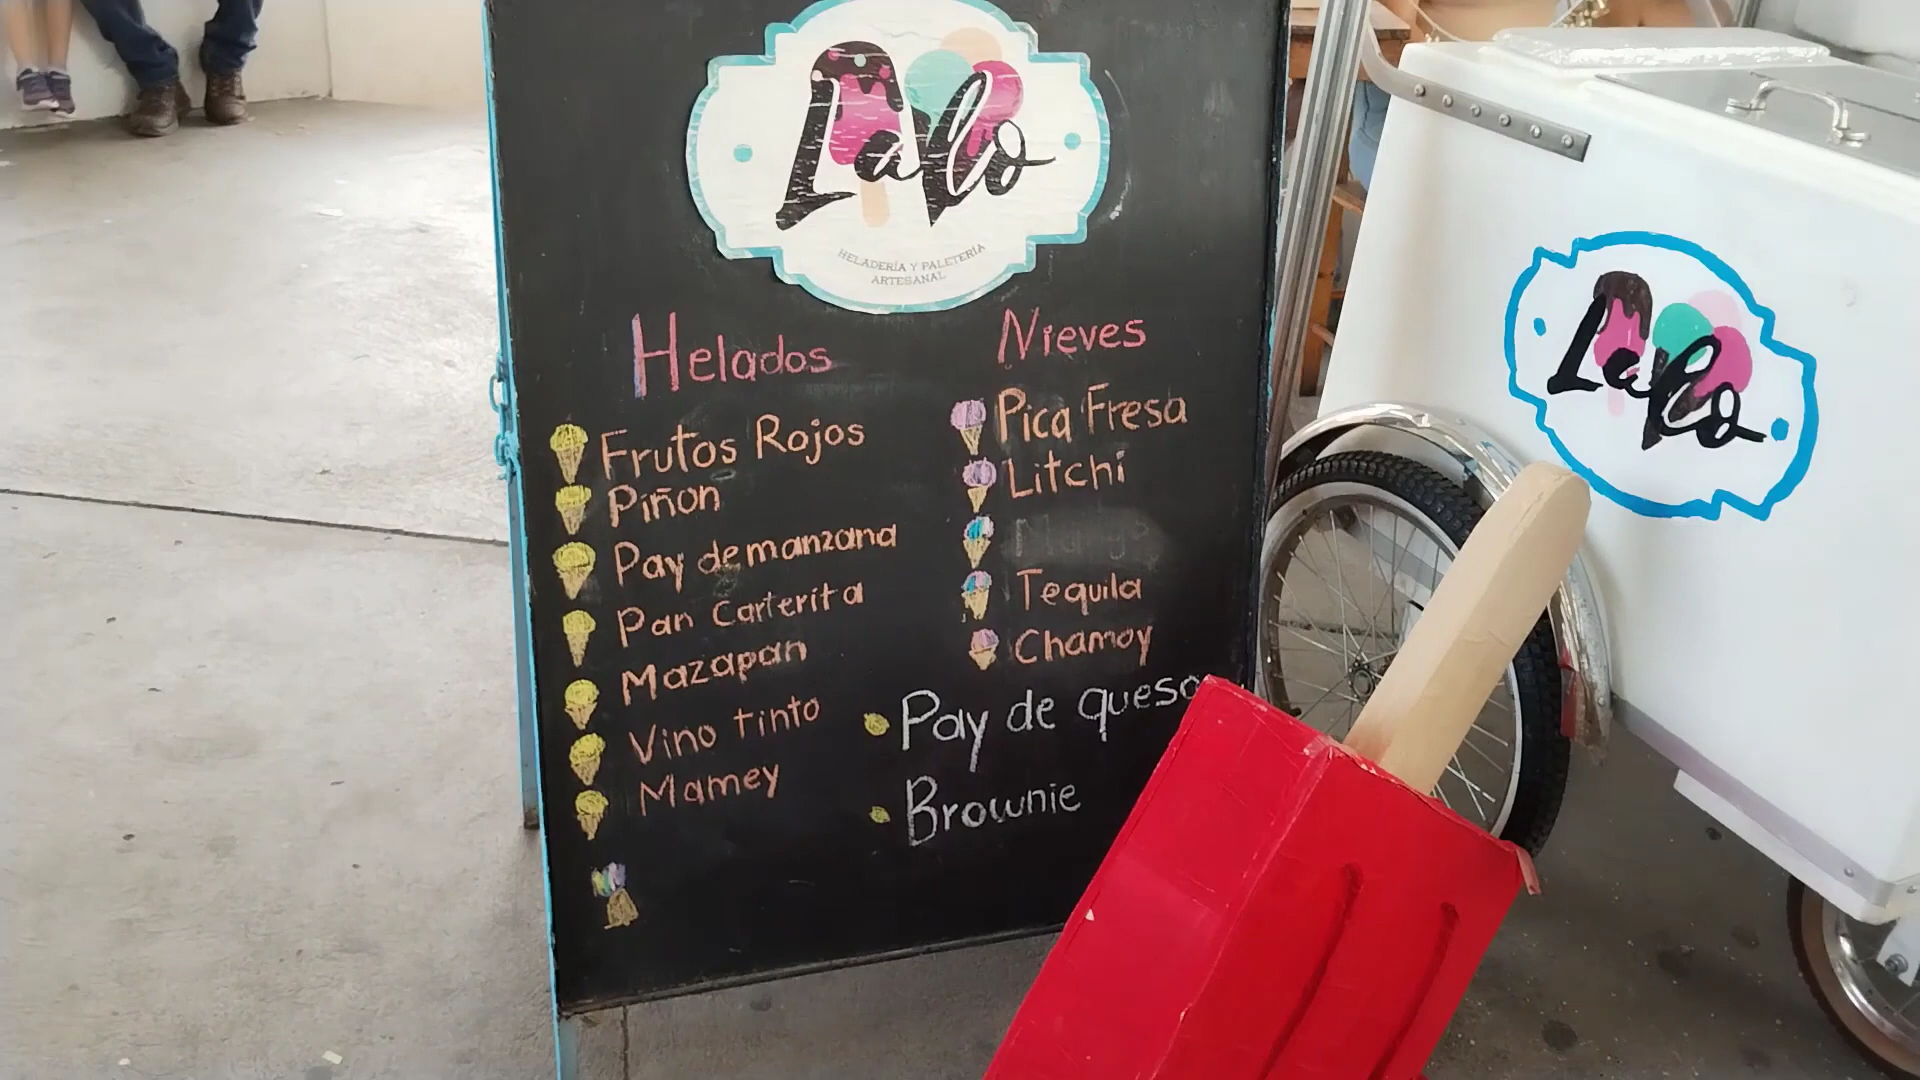 Lalo
HELADERÍA Y PALETERÍA
ARTESANAL
Helados
Frutos Rojos
Piñon
Pay de manzana
Pan Carterita
Mazapan
Vino tinto
Mamey
Nieves
Pica Fresa
Litchi
Tequila
Chamoy
Pay de queso
Brownie
Lalo